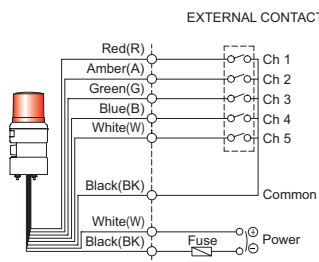 EXTERNAL CONTACT
Red(R)
Ch 1
Amber(A)
Ch 2
Green(G)
Ch 3
Blue(B)
Ch 4
White(W)
Ch 5
Black(BK)
Common
White(W)
⊕
Power
Black(BK)
Fuse
⊖